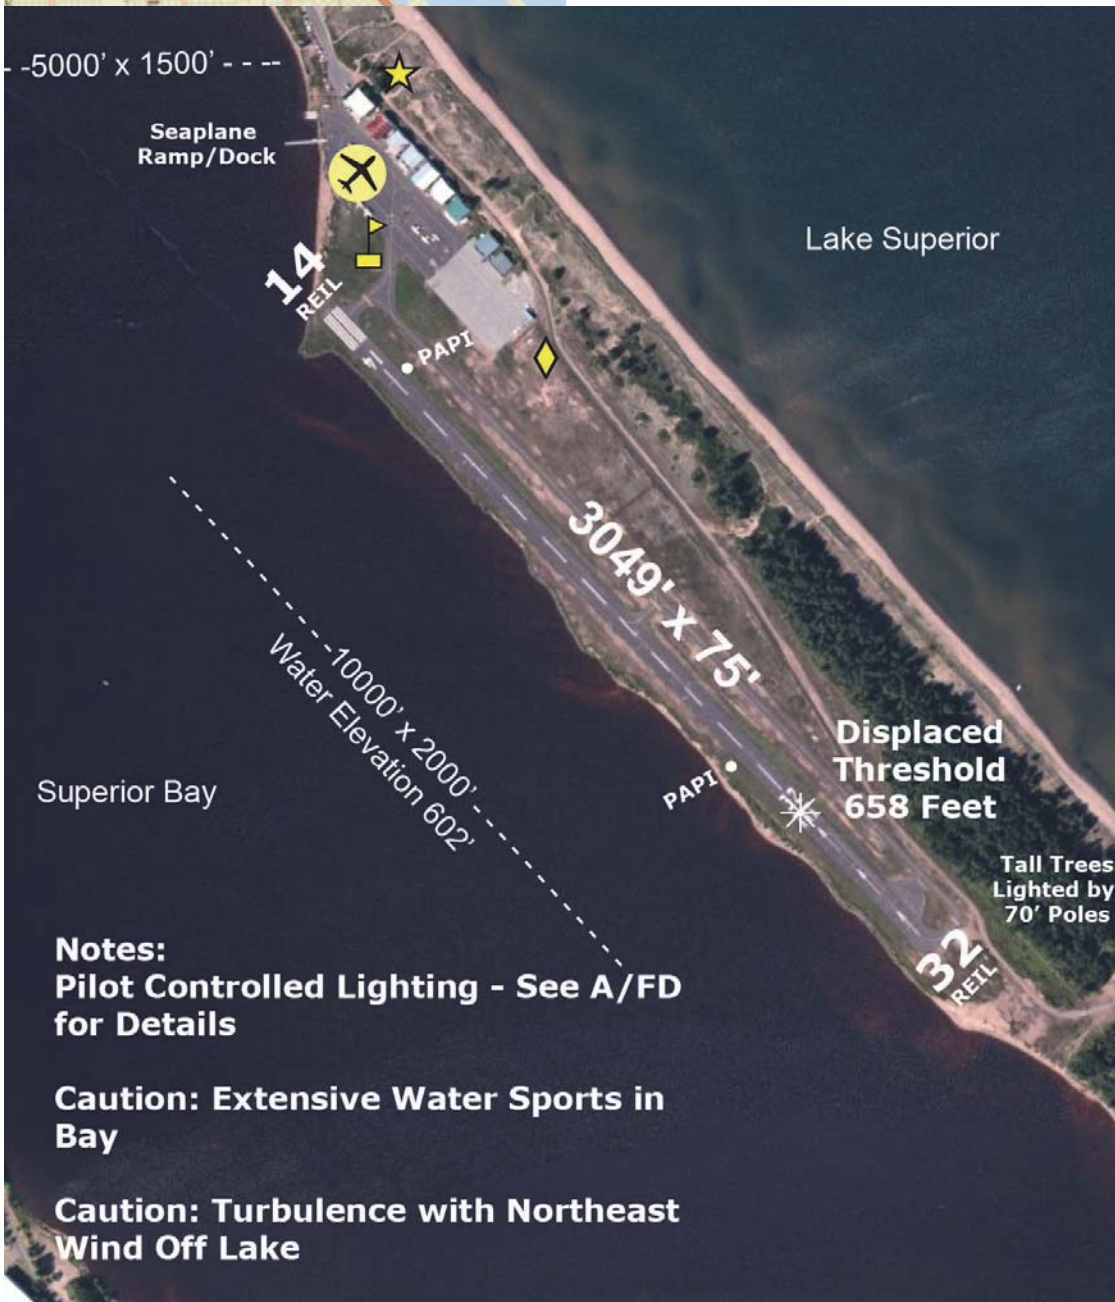 - -5000’ x 1500’ - - --
Seaplane
Ramp/Dock
Lake Superior
14
REIL
14
PAPI
3049' x 75'
-10000’ x 2000’-
Water Elevation 602’
Displaced
Threshold
658 Feet
PAPI
32
Superior Bay
Tall Trees
Lighted by
70’ Poles
32
REIL
Notes:
Pilot Controlled Lighting - See A/FD
for Details
Caution: Extensive Water Sports in
Bay
Caution: Turbulence with Northeast
Wind Off Lake